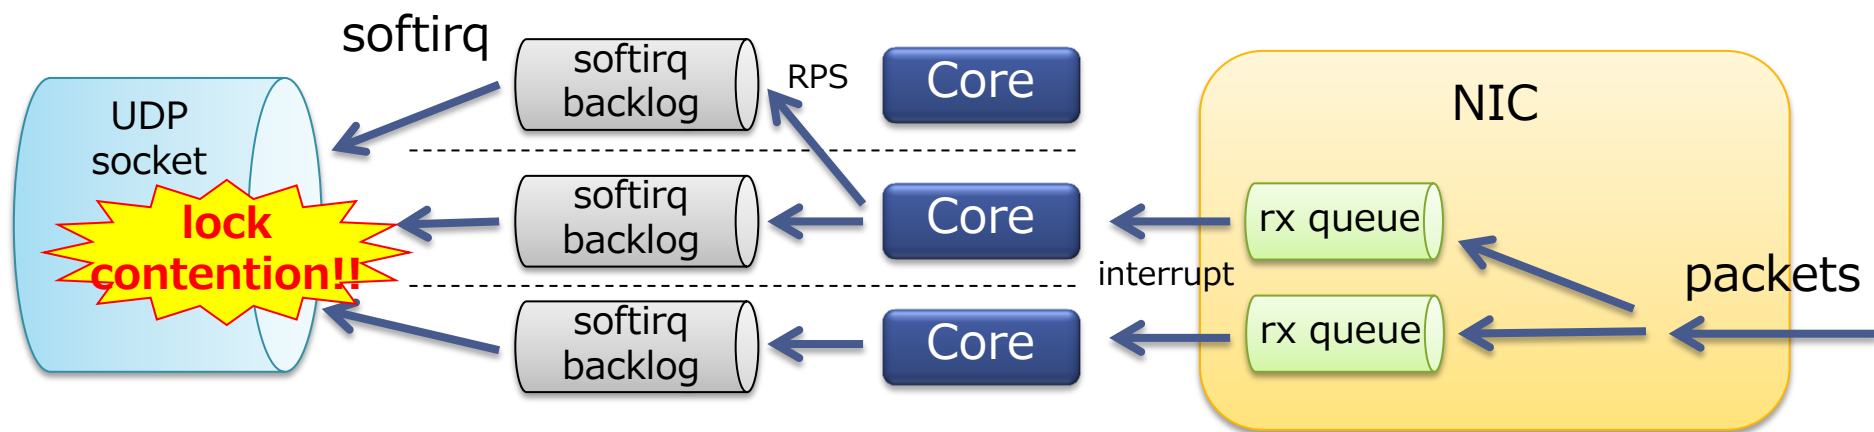 softirq
softirq
backlog
RPS
Core
NIC
UDP
socket
lock
contention!!
softirq
backlog
Core
rx queue
interrupt
packets
softirq
backlog
Core
rx queue